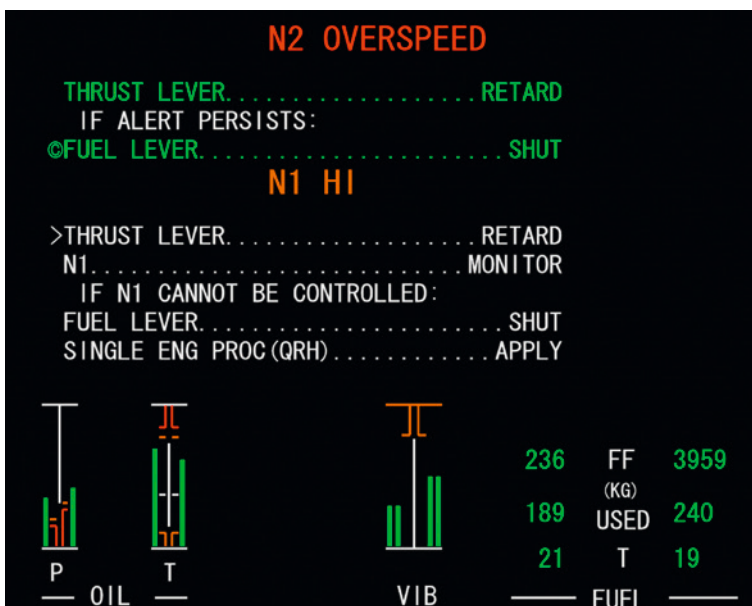 N2 OVERSPEED
THRUST LEVER....................RETARD
IF ALERT PERSISTS:
©FUEL LEVER.......................SHUT
N1 HI
>THRUST LEVER...................RETARD
N1.............................MONITOR
IF N1 CANNOT BE CONTROLLED:
FUEL LEVER.......................SHUT
SINGLE ENG PROC(QRH)............APPLY
236 FF 3959
(KG)
189 USED 240
21 T 19
P T
OIL VIB FUEL